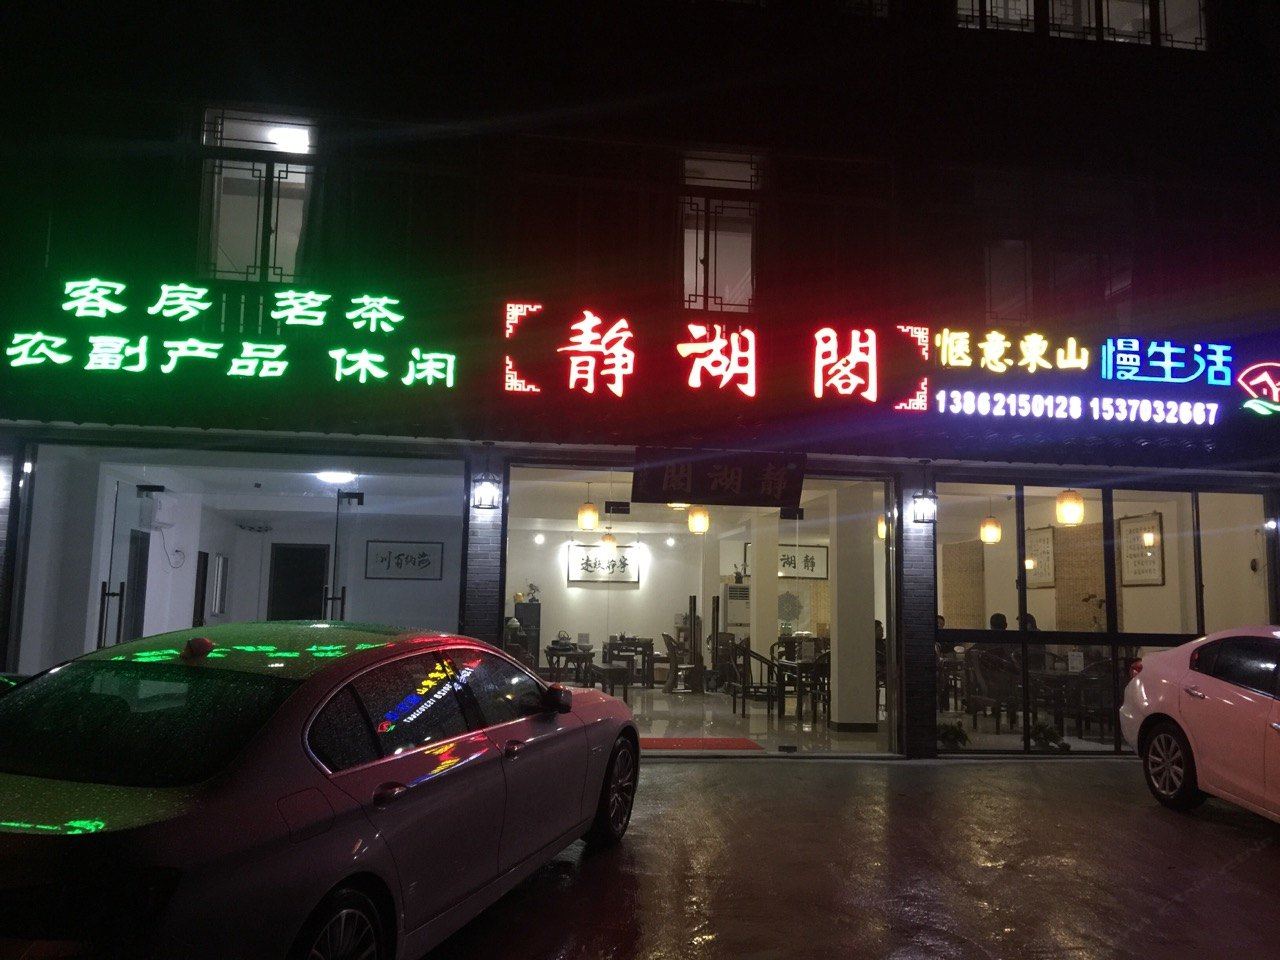 客房 茗茶
农副产品 休闲
静湖閣
惬意東山 慢生活
13862150128 1537032667
静湖閣
静湖